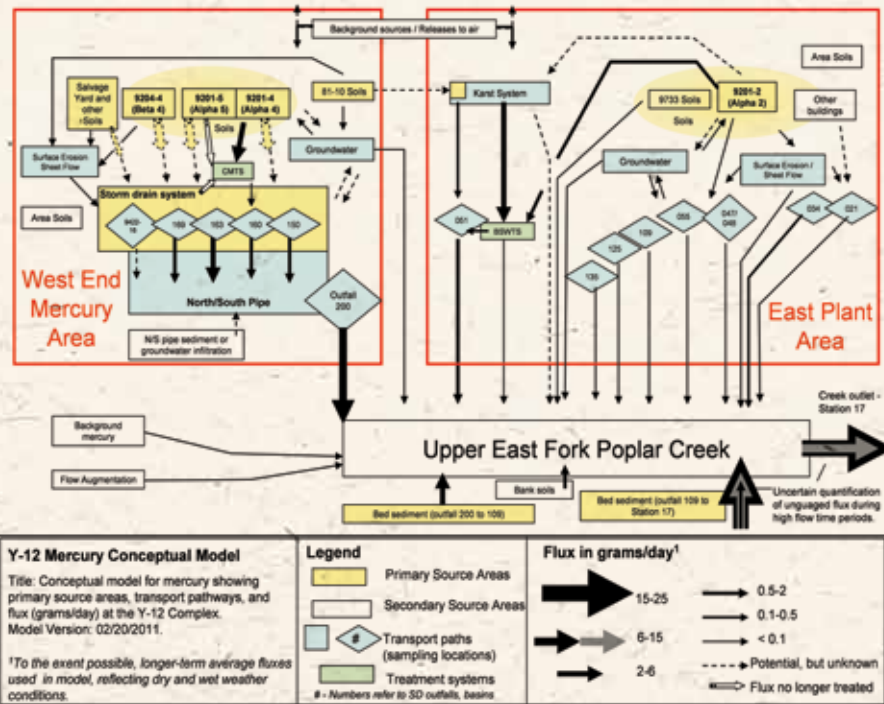 Background sources / Releases to air
Salvage
Yard and
other
rSoils
9204-4
(Beta 4)
9201-5
(Alpha 5)
9201-4
(Alpha 4)
Soils
81-10 Soils
Surface Erosion
Sheet Flow
CMTS
Groundwater
Storm drain system
Area Soils
169
163
160
150
North/South Pipe
Outfall
200
West End
Mercury
Area
N/S pipe sediment or
groundwater infiltration
Karst System
9733 Soils
Soils
9201-2
(Alpha 2)
Area Soils
Other
buildings
Groundwater
Surface Erosion /
Sheet Flow
051
BSWTS
135
125
109
055
047/
048
034
021
East Plant
Area
Background
mercury
Flow Augmentation
Upper East Fork Poplar Creek
Creek outlet -
Station 17
Bed sediment (outfall 200 to 109)
Bank soils
Bed sediment (outfall 109 to
Station 17)
Uncertain quantification
of unguaged flux during
high flow time periods.
Y-12 Mercury Conceptual Model
Title: Conceptual model for mercury showing
primary source areas, transport pathways, and
flux (grams/day) at the Y-12 Complex.
Model Version: 02/20/2011.
¹To the exent possible, longer-term average fluxes
used in model, reflecting dry and wet weather
conditions.
Legend
Primary Source Areas
Secondary Source Areas
# Transport paths
(sampling locations)
Treatment systems
# - Numbers refer to SD outfalls, basins
Flux in grams/day¹
15-25
6-15
2-6
0.5-2
0.1-0.5
< 0.1
Potential, but unknown
Flux no longer treated